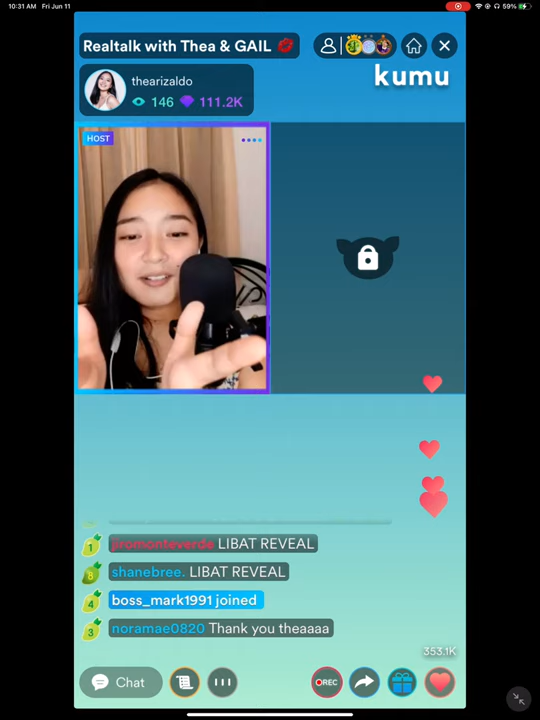 10:31 AM Fri Jun 11
59%
Realtalk with Thea & GAIL
kumu
thearizaldo
146 111.2K
HOST
1 jiromonteverde LIBAT REVEAL
8 shanebree. LIBAT REVEAL
4 boss_mark1991 joined
3 noramae0820 Thank you theaaaa
353.1K
Chat
REC